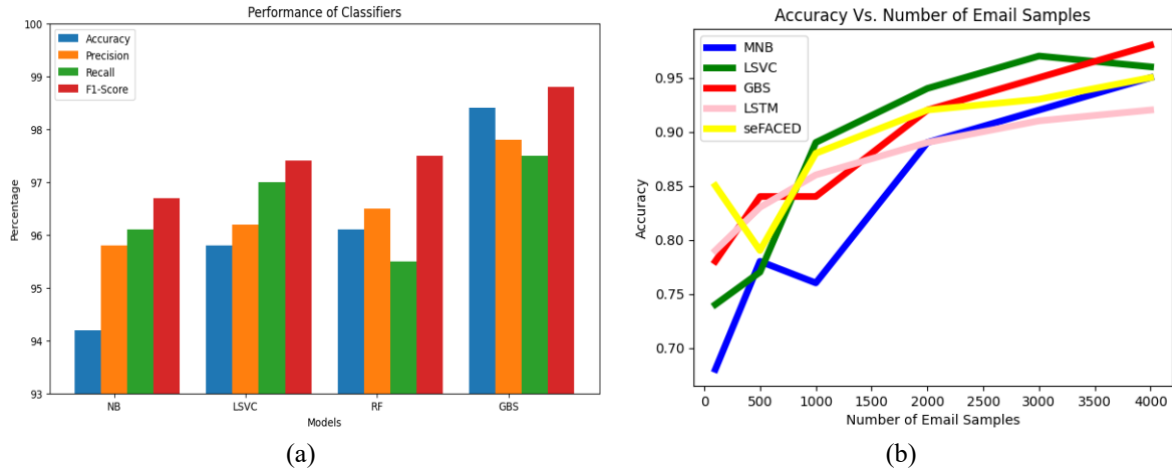 Performance of Classifiers
100
99
98
97
96
95
94
93
Percentage
Accuracy
Precision
Recall
F1-Score
NB LSVC RF GBS
Models
(a)
Accuracy Vs. Number of Email Samples
0.95
0.90
0.85
0.80
0.75
0.70
Accuracy
MNB
LSVC
GBS
LSTM
seFACED
0 500 1000 1500 2000 2500 3000 3500 4000
Number of Email Samples
(b)